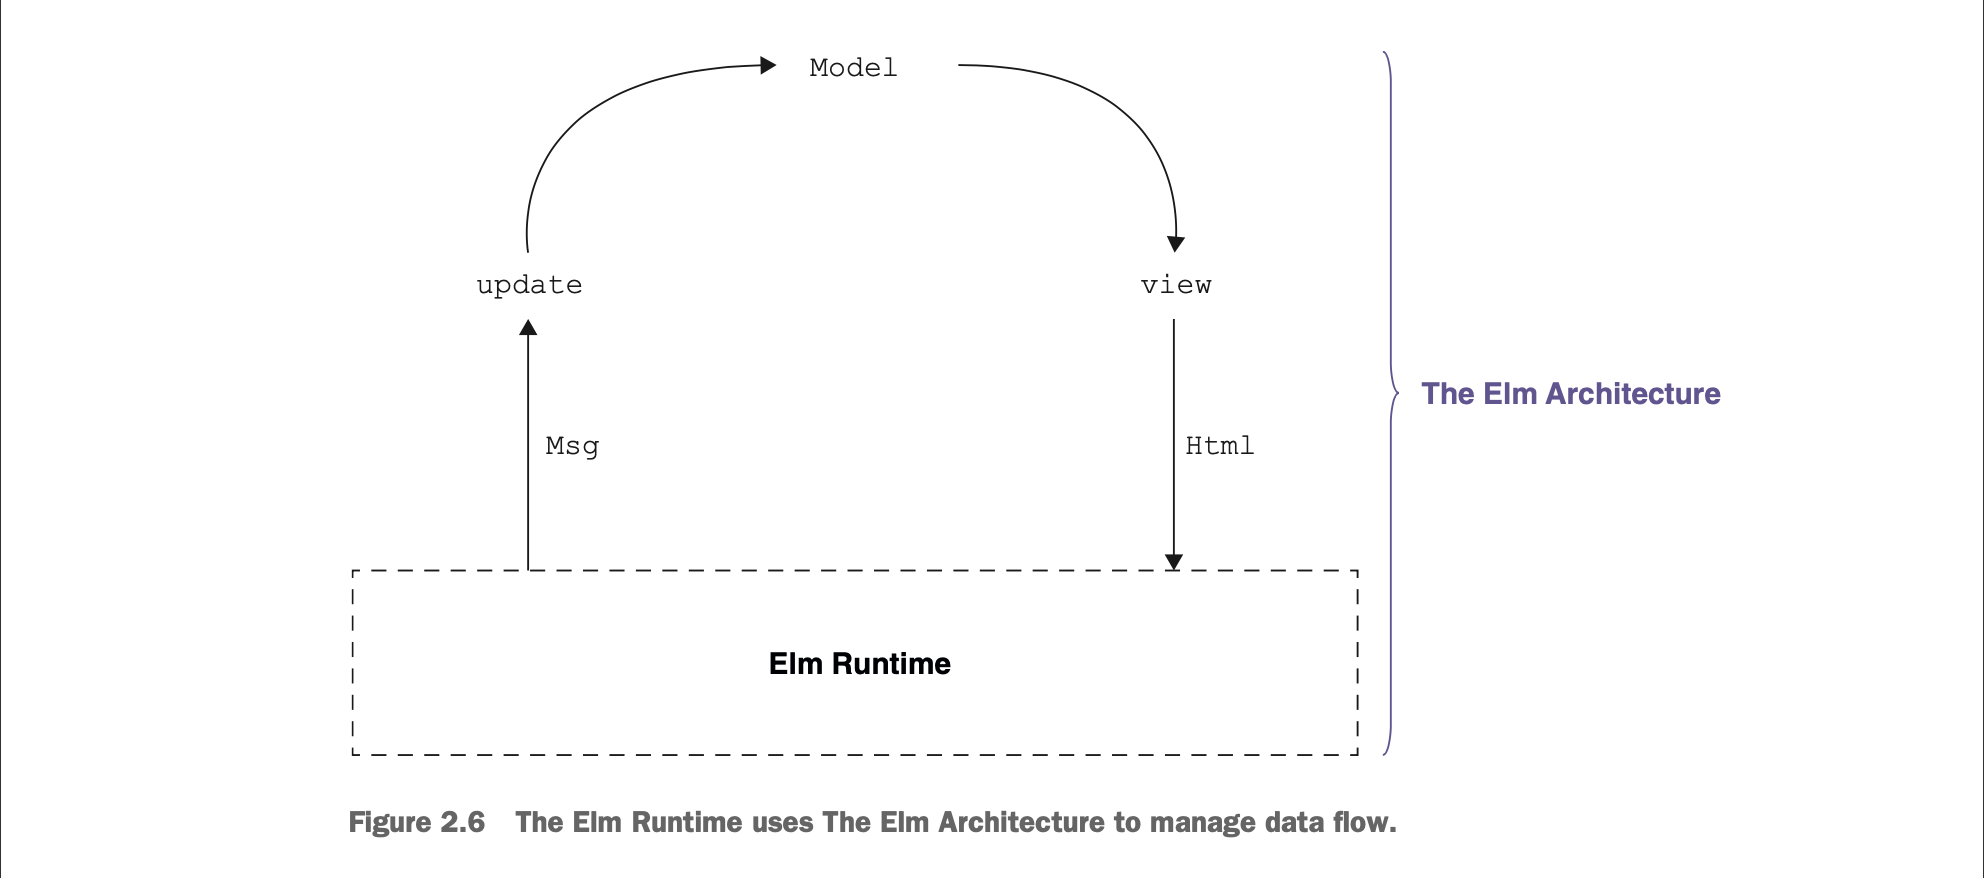 Model
update
view
The Elm Architecture
Msg
Html
Elm Runtime
Figure 2.6 The Elm Runtime uses The Elm Architecture to manage data flow.